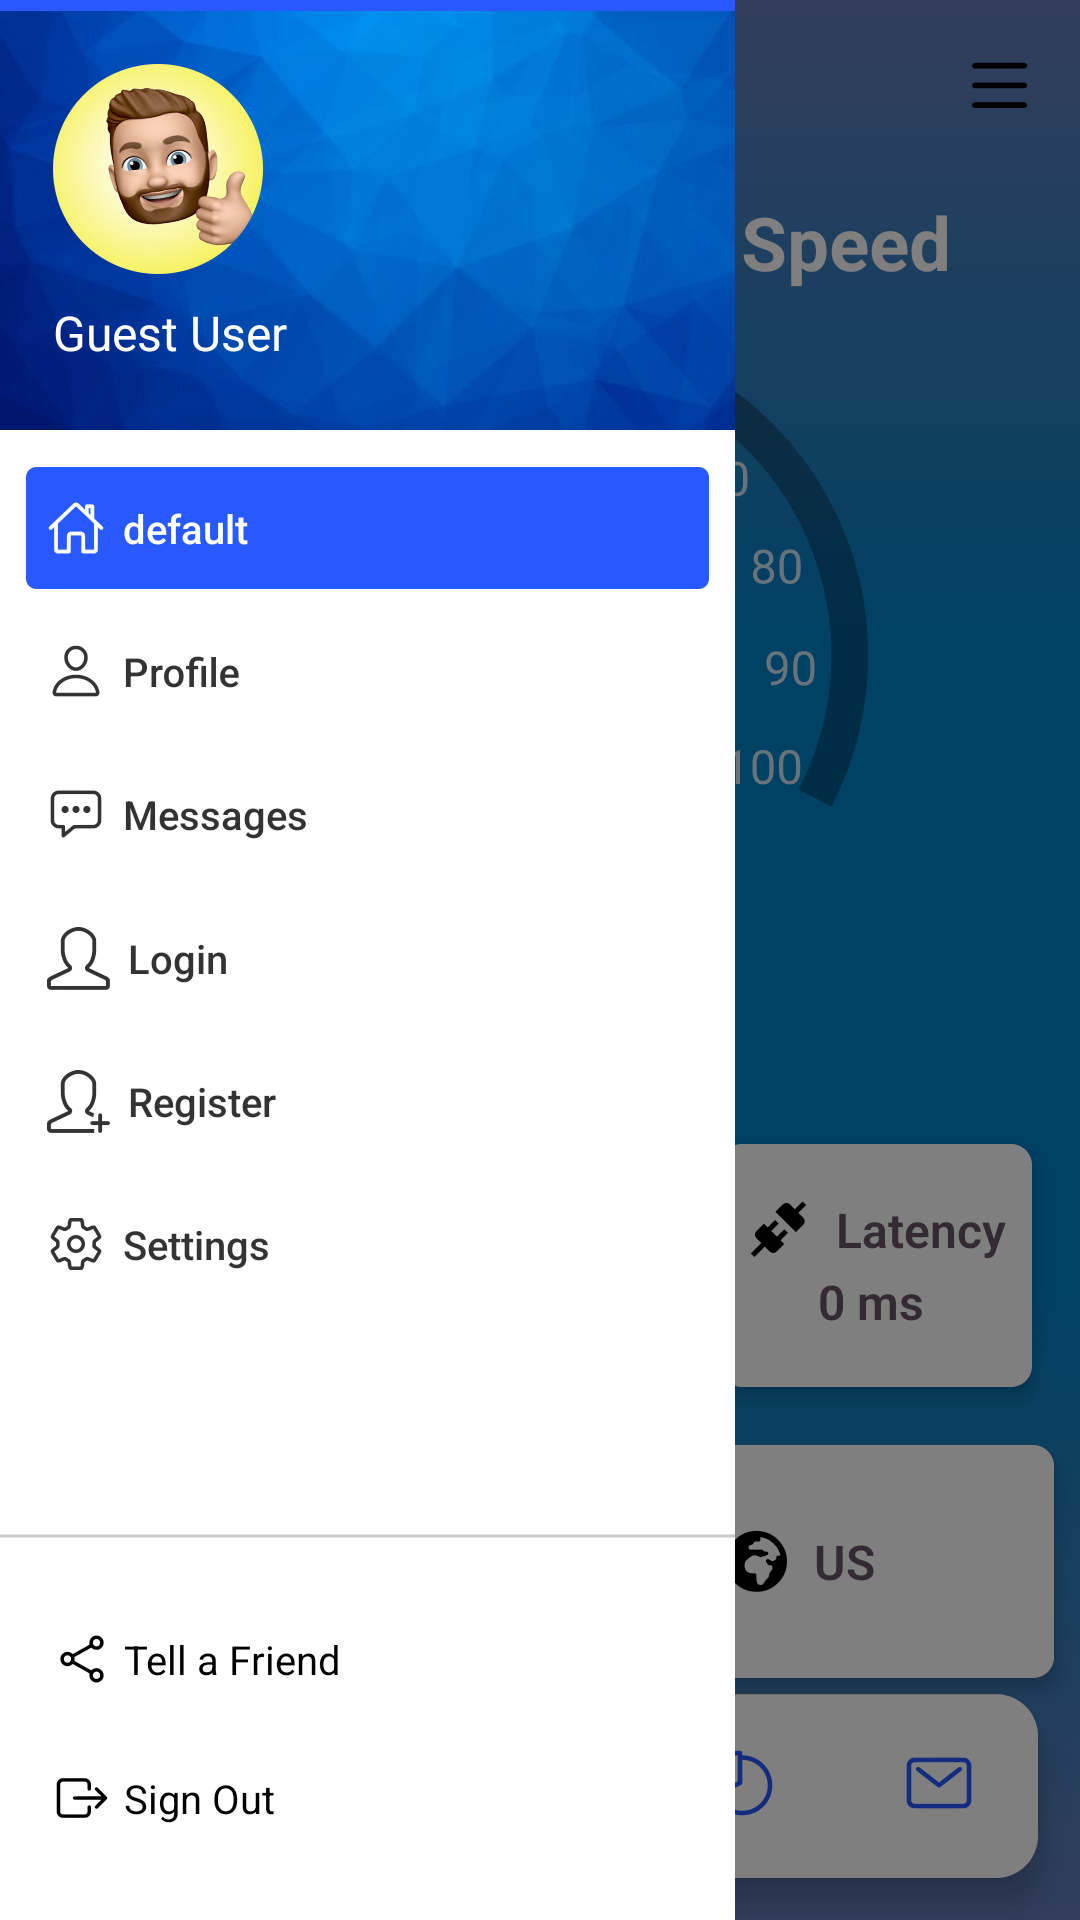 Speed
Guest User
0
80
90
100
default
Profile
Messages
Login
Register
Settings
Latency
0 ms
US
Tell a Friend
Sign Out